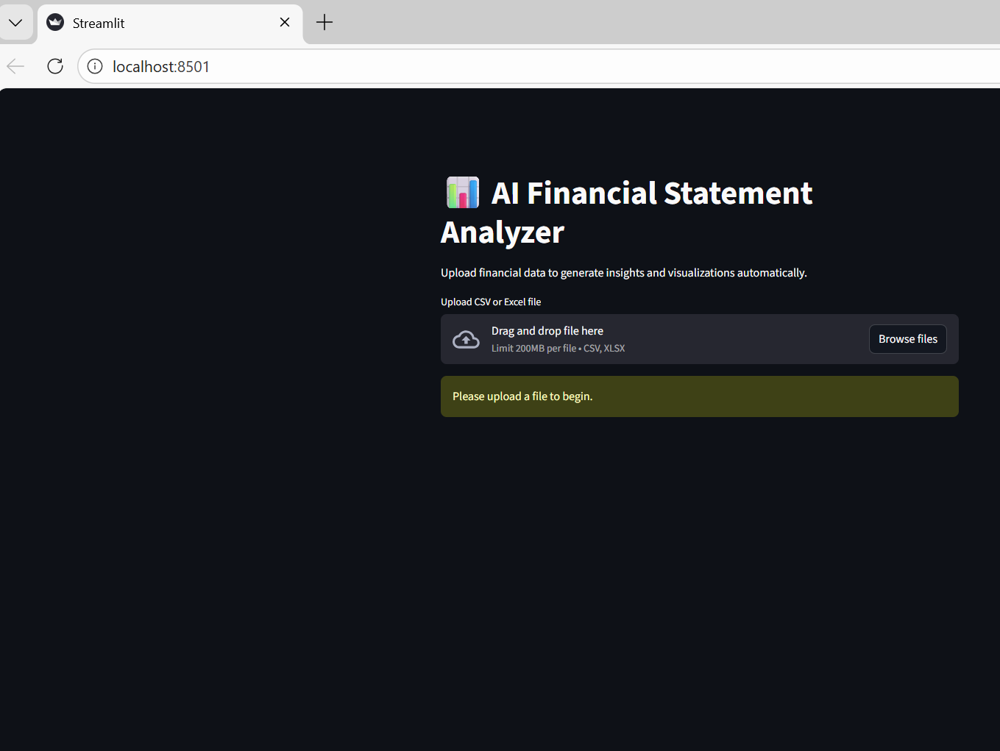 Streamlit
localhost:8501
AI Financial Statement
Analyzer
Upload financial data to generate insights and visualizations automatically.
Upload CSV or Excel file
Drag and drop file here
Limit 200MB per file • CSV, XLSX
Browse files
Please upload a file to begin.